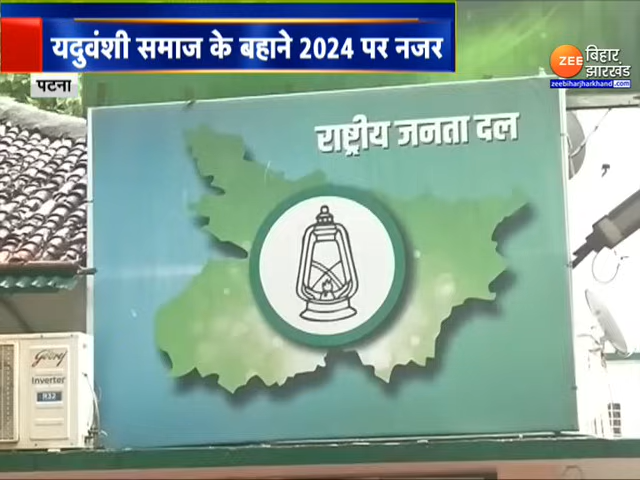 यदुवंशी समाज के बहाने 2024 पर नजर
पटना
ZEE
बिहार
झारखंड
zeebiharjharkhand.com
राष्ट्रीय जनता दल
Godrej
Inverter
R32